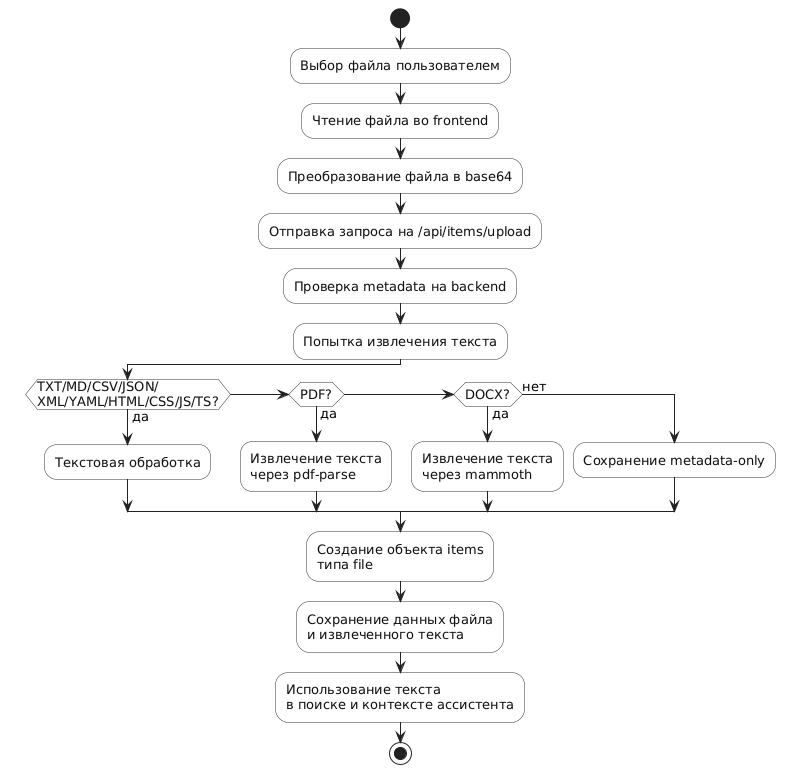 Выбор файла пользователем
Чтение файла во frontend
Преобразование файла в base64
Отправка запроса на /api/items/upload
Проверка metadata на backend
Попытка извлечения текста
TXT/MD/CSV/JSON/
XML/YAML/HTML/CSS/JS/TS?
да
Текстовая обработка
PDF?
да
Извлечение текста
через pdf-parse
DOCX?
да
Извлечение текста
через mammoth
нет
Сохранение metadata-only
Создание объекта items
типа file
Сохранение данных файла
и извлеченного текста
Использование текста
в поиске и контексте ассистента